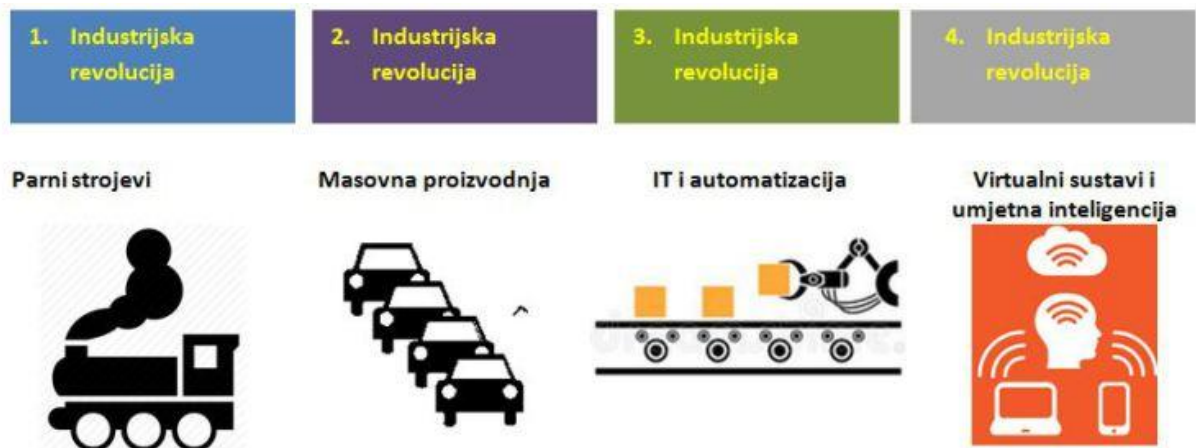 1. Industrijska
revolucija
2. Industrijska
revolucija
3. Industrijska
revolucija
4. Industrijska
revolucija
Parni strojevi
Masovna proizvodnja
IT i automatizacija
Virtualni sustavi i
umjetna inteligencija